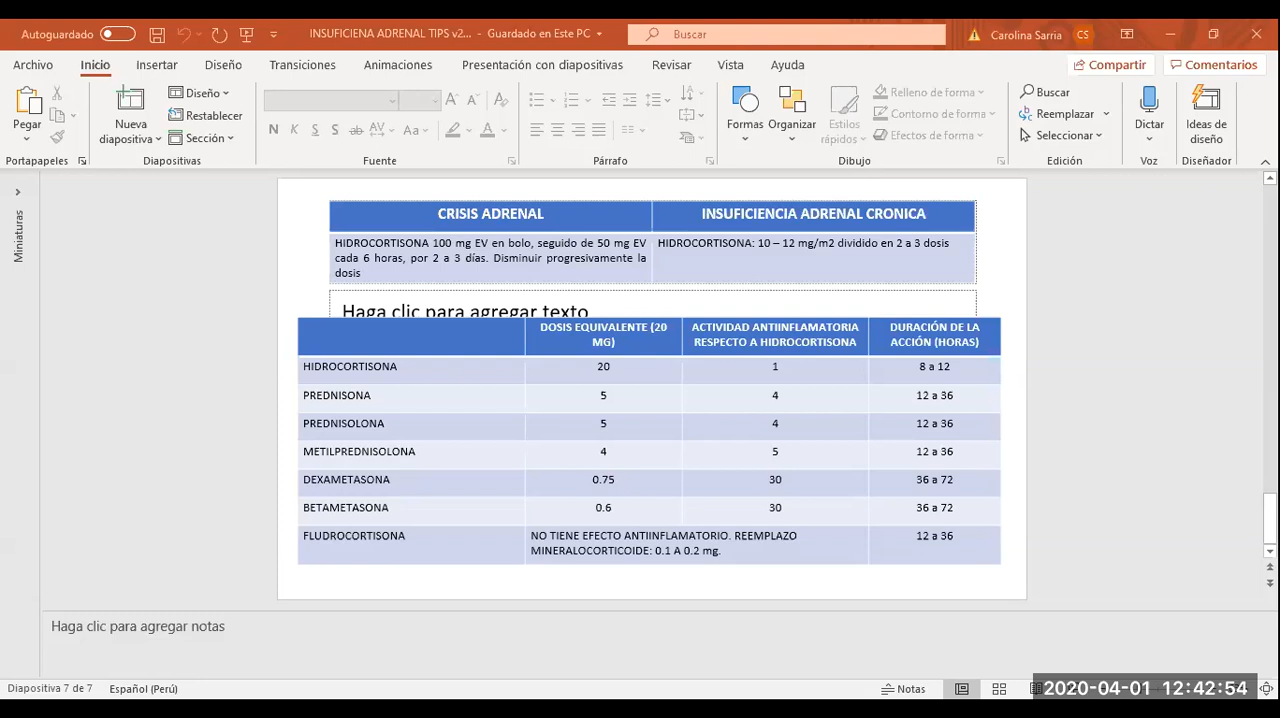 Autoguardado
INSUFICIENA ADRENAL TIPS v2... - Guardado en Este PC
Buscar
Carolina Sarria CS
Archivo Inicio Insertar Diseño Transiciones Animaciones Presentación con diapositivas Revisar Vista Ayuda Compartir Comentarios
Pegar
Nueva diapositiva
Diseño
Restablecer
Sección
N K S S ab AV Aa A
Formas Organizar Estilos rápidos
Relleno de forma
Contorno de forma
Efectos de forma
Buscar
Reemplazar
Seleccionar
Dictar
Ideas de diseño
Portapapeles Diapositivas Fuente Párrafo Dibujo Edición Voz Diseñador
Miniaturas
CRISIS ADRENAL INSUFICIENCIA ADRENAL CRONICA
HIDROCORTISONA 100 mg EV en bolo, seguido de 50 mg EV HIDROCORTISONA: 10 – 12 mg/m2 dividido en 2 a 3 dosis
cada 6 horas, por 2 a 3 días. Disminuir progresivamente la
dosis
Haga clic para agregar texto
DOSIS EQUIVALENTE (20 ACTIVIDAD ANTIINFLAMATORIA DURACIÓN DE LA
MG) RESPECTO A HIDROCORTISONA ACCIÓN (HORAS)
HIDROCORTISONA 20 1 8 a 12
PREDNISONA 5 4 12 a 36
PREDNISOLONA 5 4 12 a 36
METILPREDNISOLONA 4 5 12 a 36
DEXAMETASONA 0.75 30 36 a 72
BETAMETASONA 0.6 30 36 a 72
FLUDROCORTISONA NO TIENE EFECTO ANTIINFLAMATORIO. REEMPLAZO 12 a 36
MINERALOCORTICOIDE: 0.1 A 0.2 mg.
Haga clic para agregar notas
Diapositiva 7 de 7 Español (Perú) Notas
2020-04-01 12:42:54